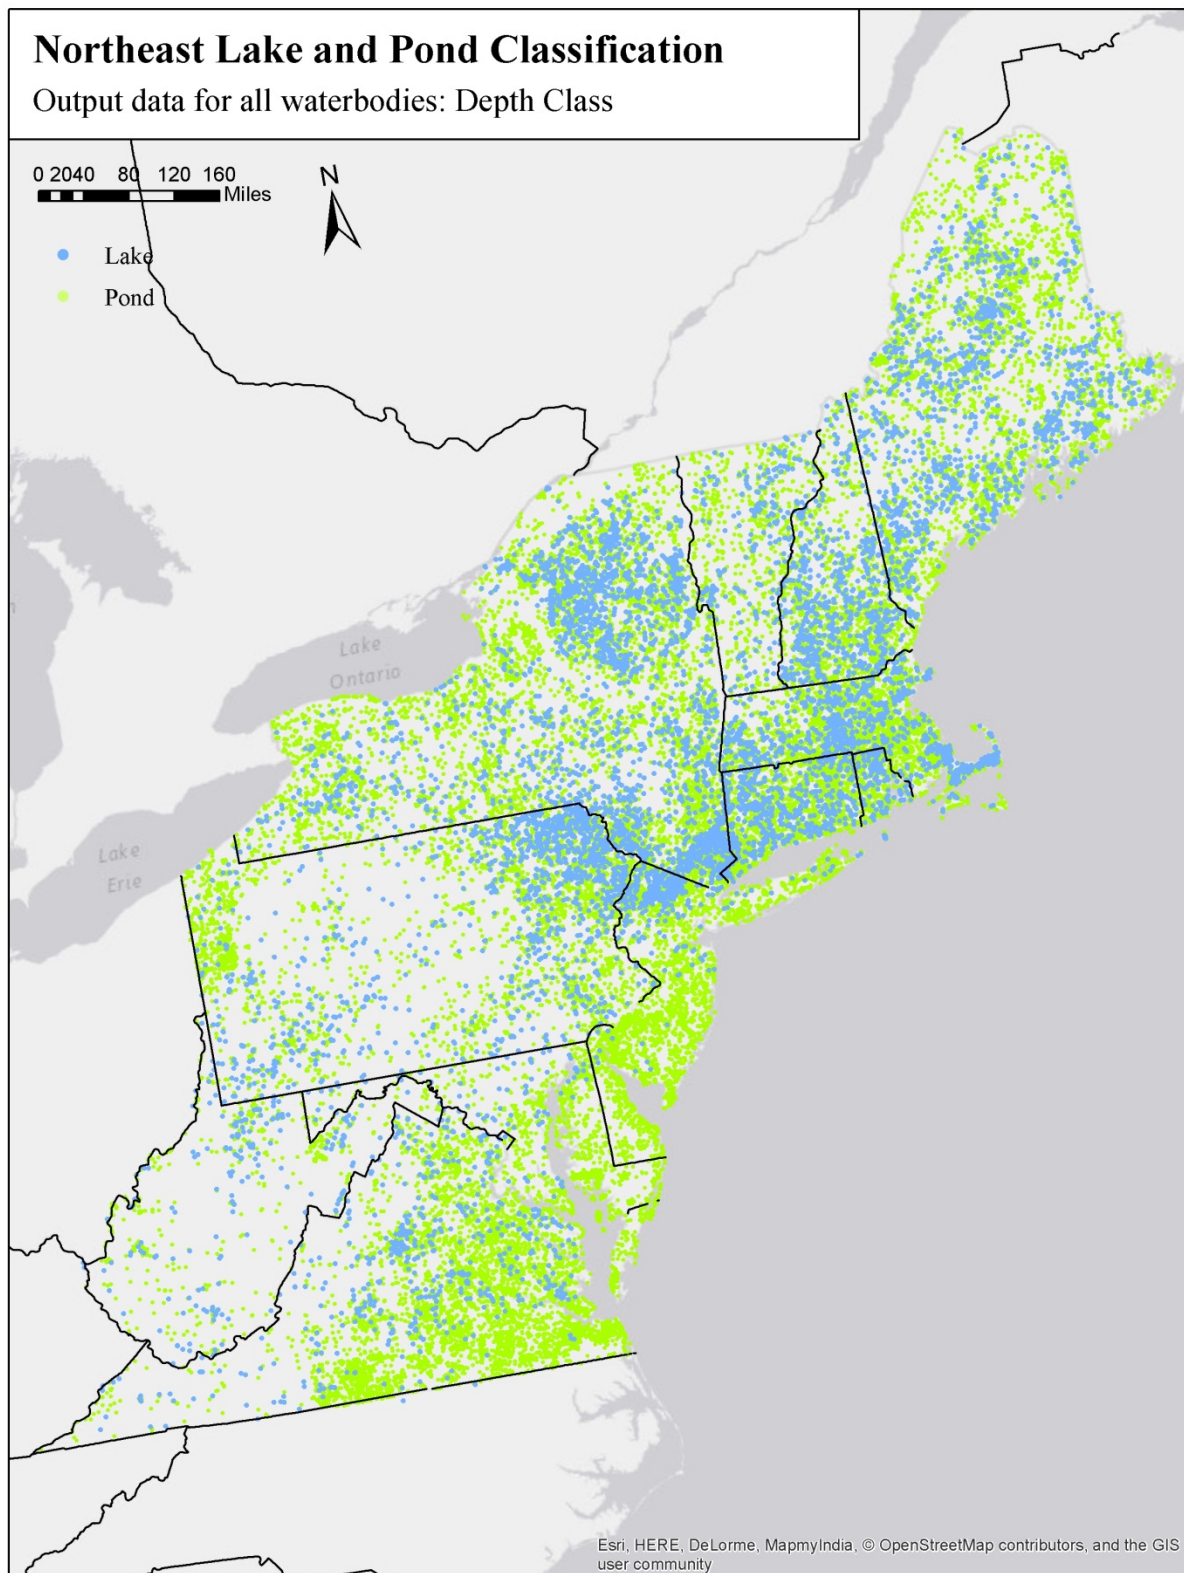 Northeast Lake and Pond Classification
Output data for all waterbodies: Depth Class
0 2040 80 120 160
Miles
N
Lake
Pond
Lake
Ontario
Lake
Erie
Esri, HERE, DeLorme, MapmyIndia, © OpenStreetMap contributors, and the GIS
user community